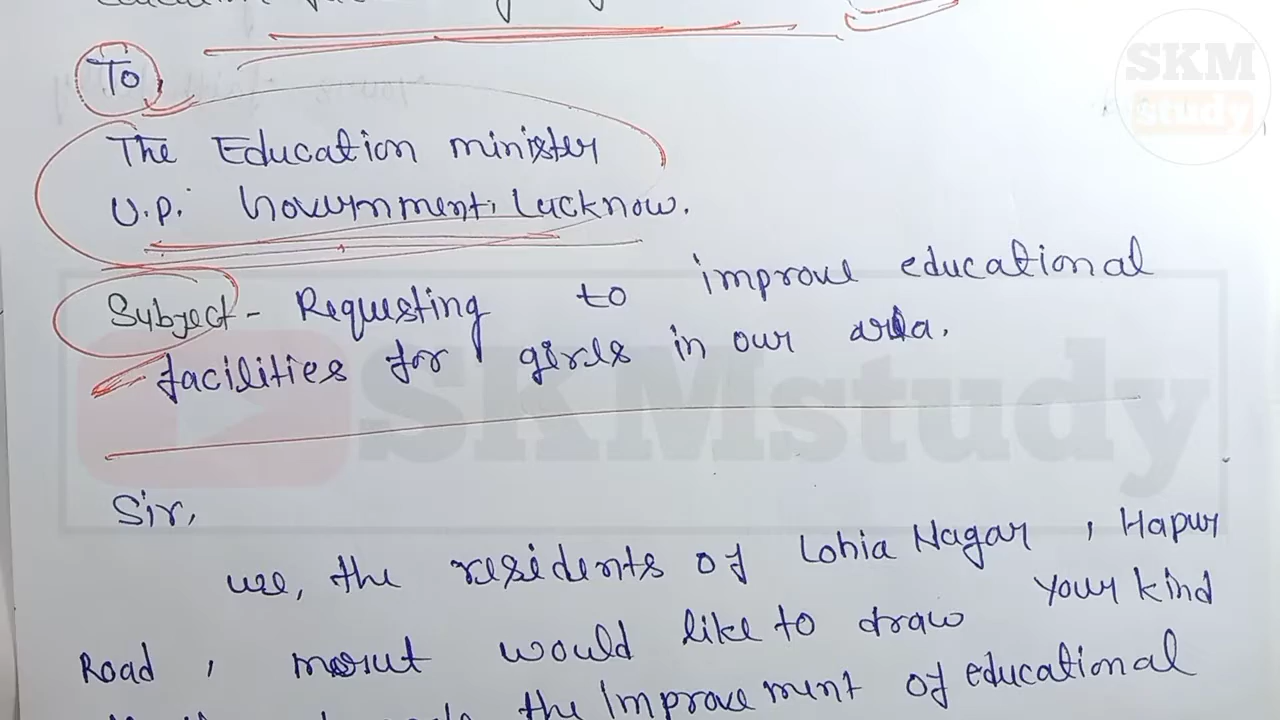 To,
SKM
study
The Education minister
U.P. Government, Lucknow.
Subject - Requesting to improve educational
facilities for girls in our area.
SKMstudy
Sir,
we, the residents of Lohia Nagar, Hapur
Road, merut would like to draw your kind
the Improvement of educational